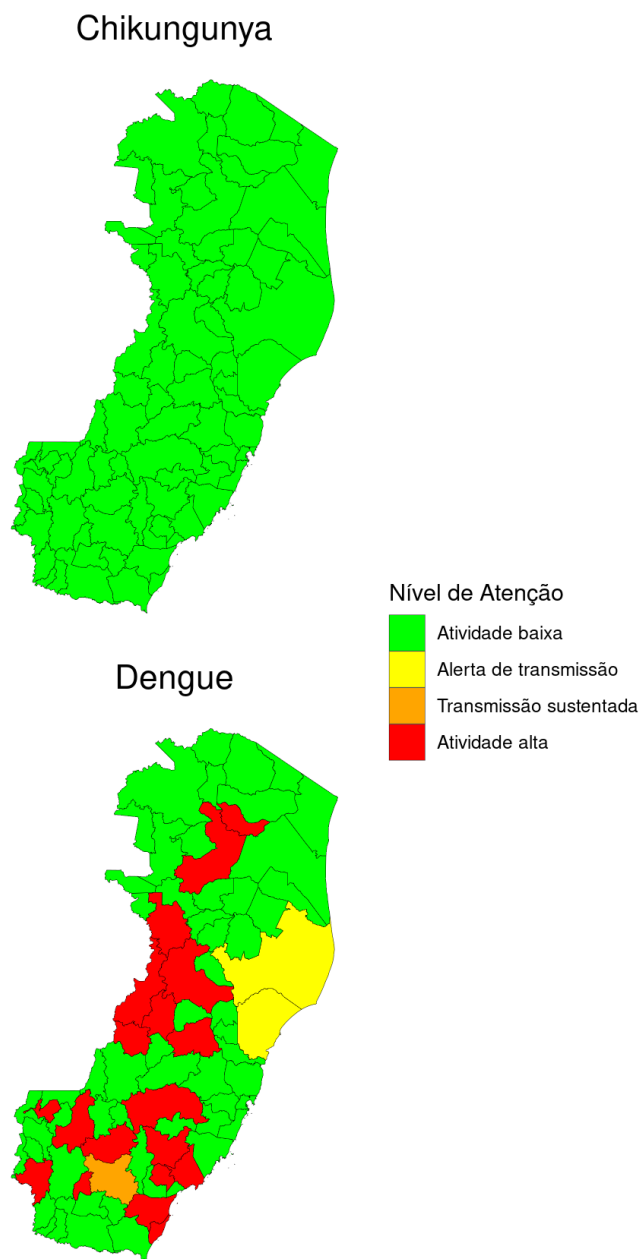 Chikungunya
Nível de Atenção
Atividade baixa
Alerta de transmissão
Transmissão sustentada
Atividade alta
Dengue